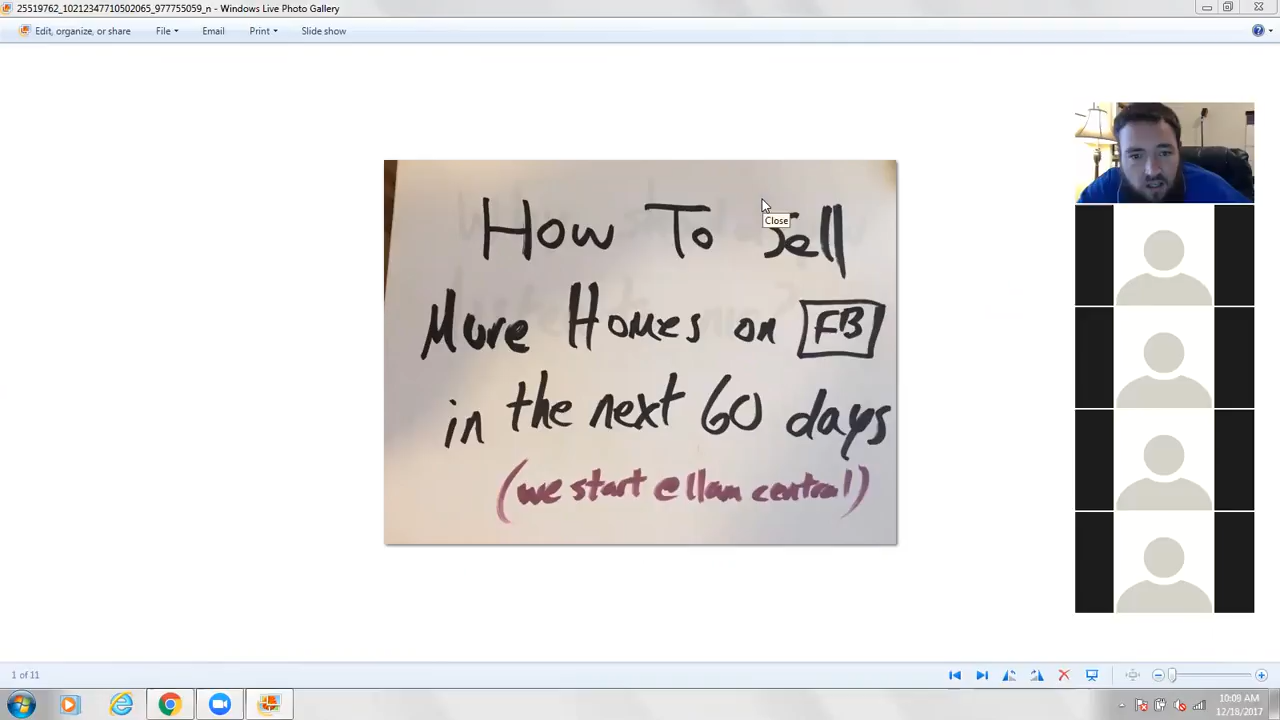 25519762_10212347710502065_977755059_n - Windows Live Photo Gallery
Edit, organize, or share File Email Print Slide show
How To Sell
Close
More Homes on FB
in the next 60 days
(we start @ 11am central)
1 of 11
10:09 AM
12/18/2017